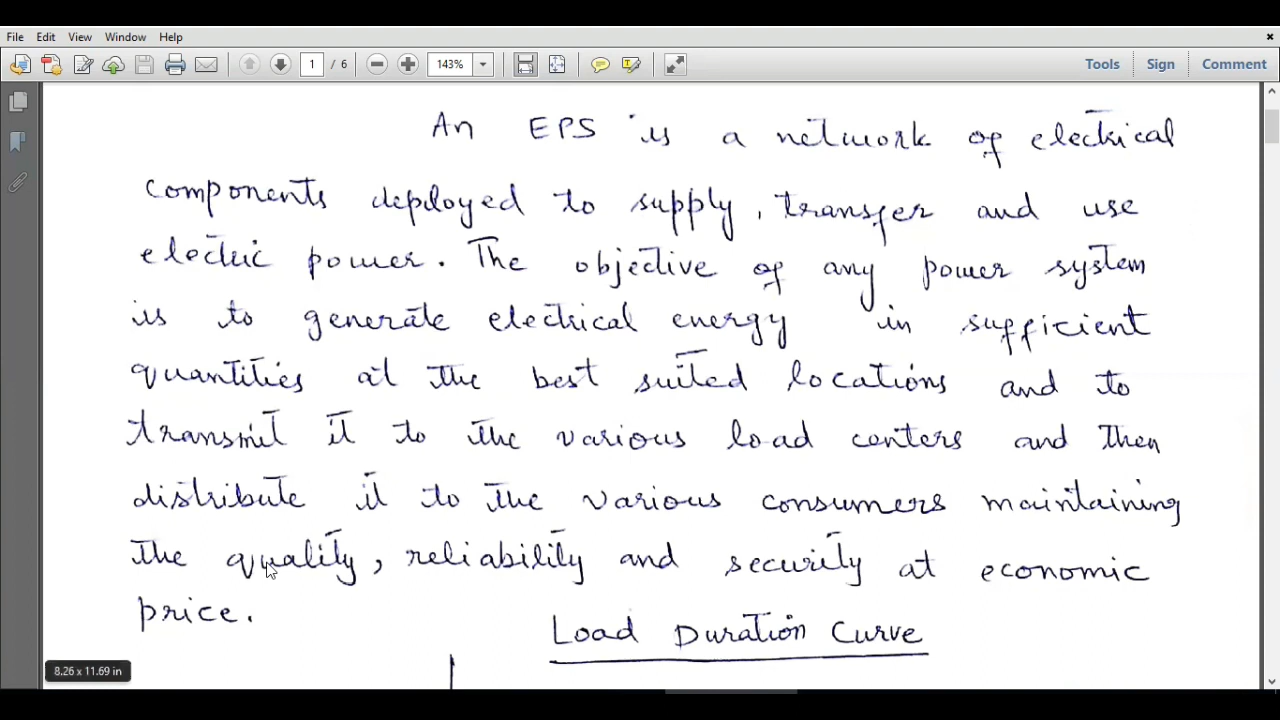 File Edit View Window Help
1 / 6 143% Tools Sign Comment
An EPS is a network of electrical
components deployed to supply, transfer and use
electric power. The objective of any power system
is to generate electrical energy in sufficient
quantities at the best suited locations and to
transmit it to the various load centers and then
distribute it to the various consumers maintaining
the quality, reliability and security at economic
price.
Load Duration Curve
8.26 x 11.69 in